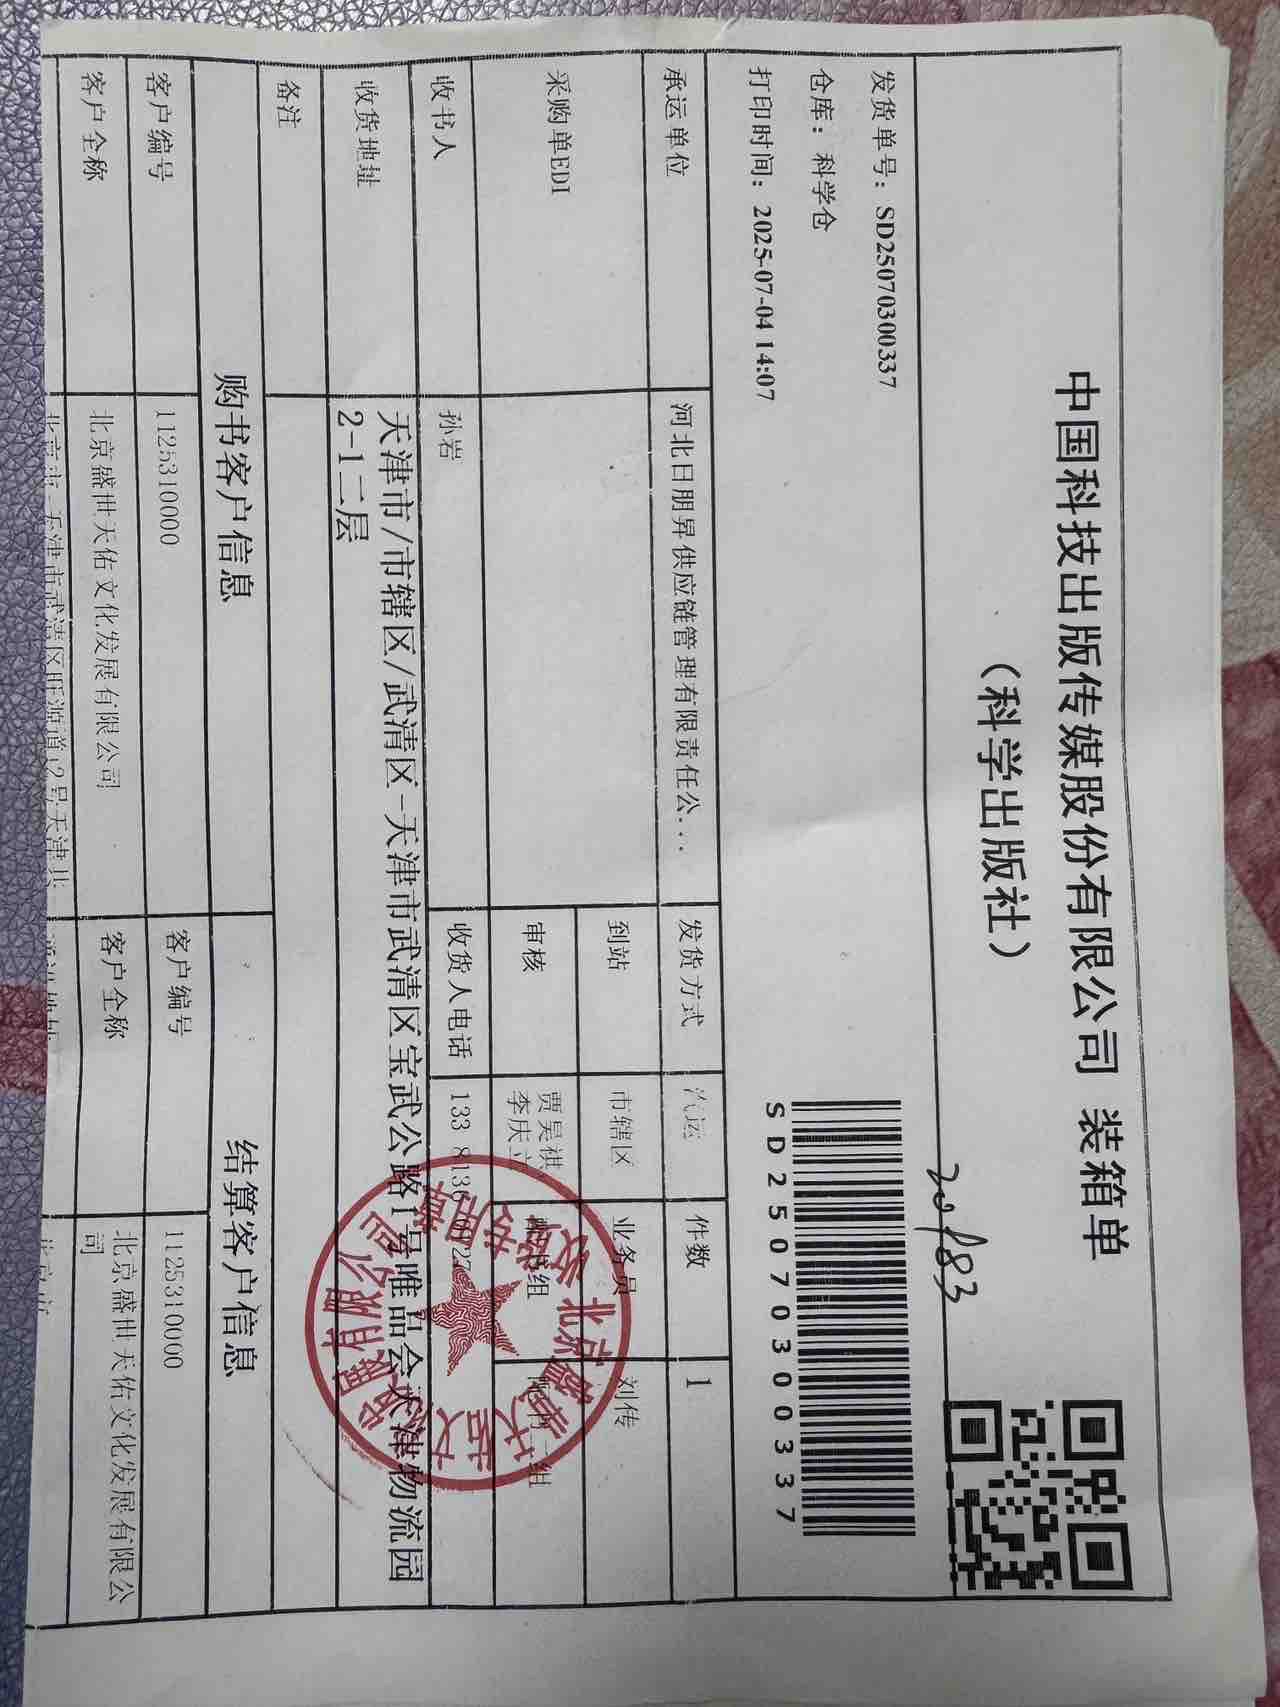 中国科技出版传媒股份有限公司 装箱单
（科学出版社）
发货单号：SD250703000337
仓库：科学仓
打印时间：2025-07-04 14:07
SD250703000337
承运单位 河北日朋昇供应链管理有限责任公... 发货方式 汽运 件数 1
采购单EDI 到站 市辖区 业务员 刘传
审核 贾昊祺, 李庆
收书人 孙岩 收货人电话
收货地址 天津市/市辖区/武清区-天津市武清区宝武公路1号唯品会天津物流园
2-1二层
备注
购书客户信息 结算客户信息
客户编号 1125310000 客户编号 1125310000
客户全称 北京盛世天佑文化发展有限公司 客户全称 北京盛世天佑文化发展有限公
司